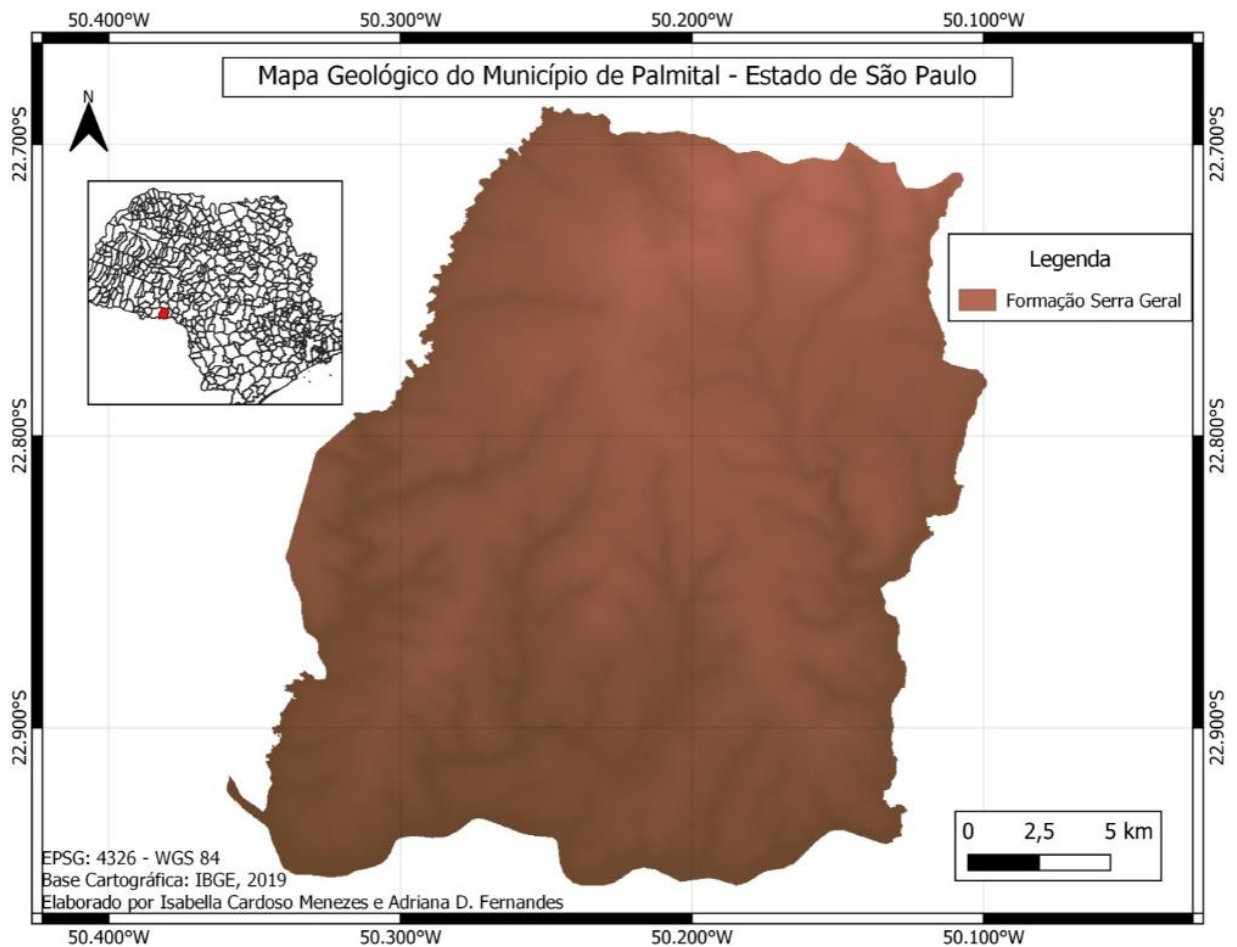 50.400°W 50.300°W 50.200°W 50.100°W
Mapa Geológico do Município de Palmital - Estado de São Paulo
N
22.700°S 22.700°S
Legenda
Formação Serra Geral
22.800°S 22.800°S
22.900°S 22.900°S
0 2,5 5 km
EPSG: 4326 - WGS 84
Base Cartográfica: IBGE, 2019
Elaborado por Isabella Cardoso Menezes e Adriana D. Fernandes
50.400°W 50.300°W 50.200°W 50.100°W